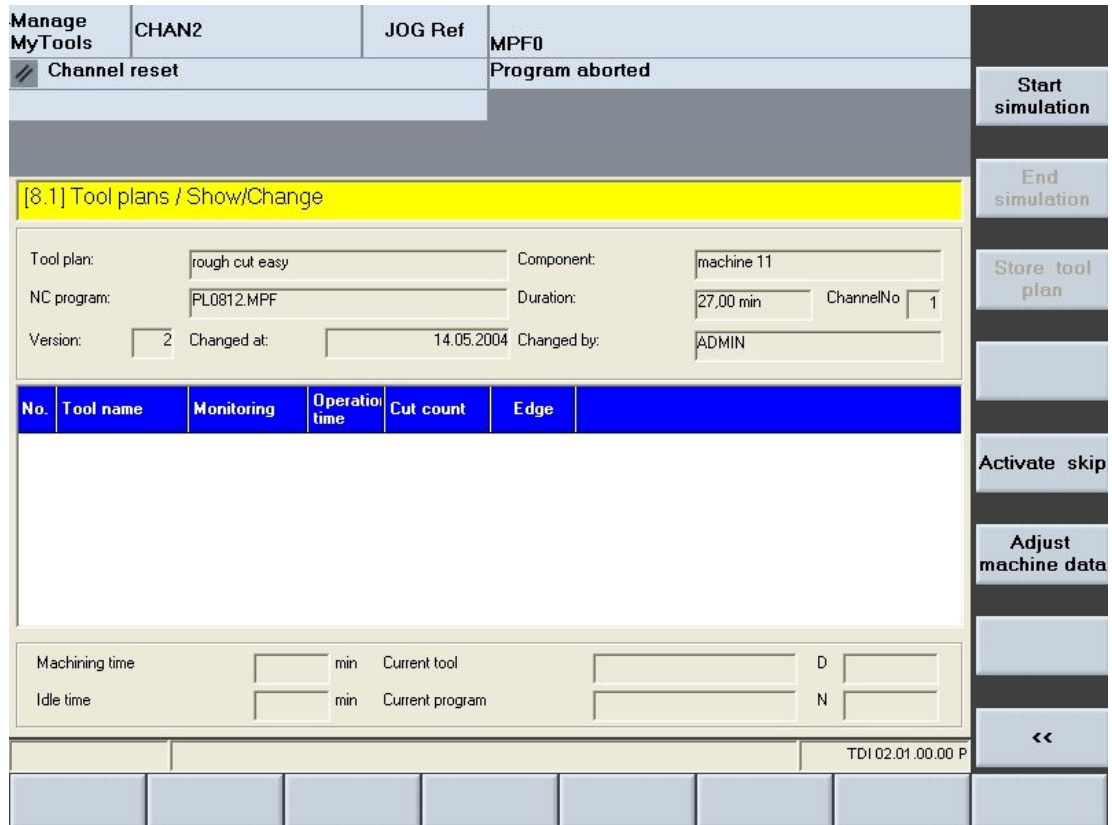 Manage
MyTools
CHAN2
JOG Ref
MPF0
Channel reset
Program aborted
[8.1] Tool plans / Show/Change
Tool plan: rough cut easy Component: machine 11
NC program: PL0812.MPF Duration: 27,00 min ChannelNo 1
Version: 2 Changed at: 14.05.2004 Changed by: ADMIN
No. Tool name Monitoring Operation time Cut count Edge
Machining time min Current tool D
Idle time min Current program N
TDI 02.01.00.00 P
Start
simulation
End
simulation
Store tool
plan
Activate skip
Adjust
machine data
<<